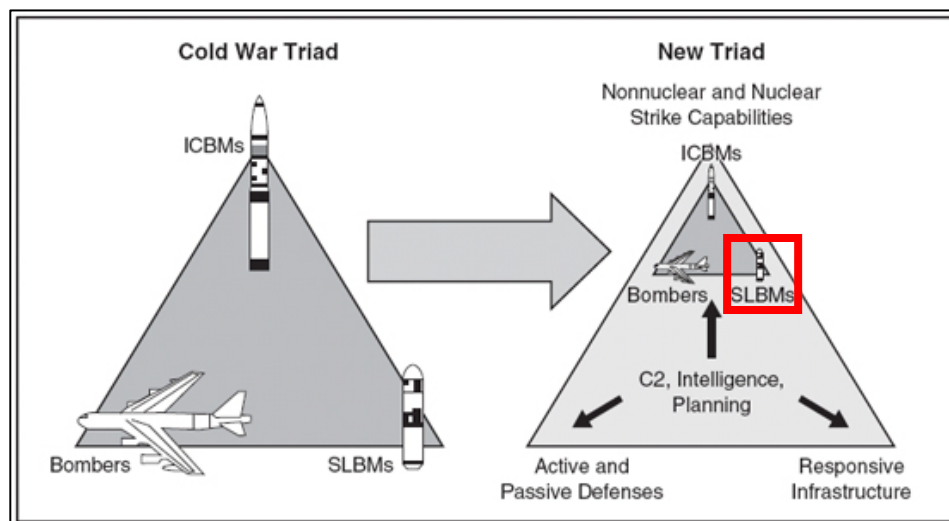 Cold War Triad
ICBMs
Bombers
SLBMs
New Triad
Nonnuclear and Nuclear
Strike Capabilities
ICBMs
Bombers
SLBMs
C2, Intelligence,
Planning
Active and
Passive Defenses
Responsive
Infrastructure